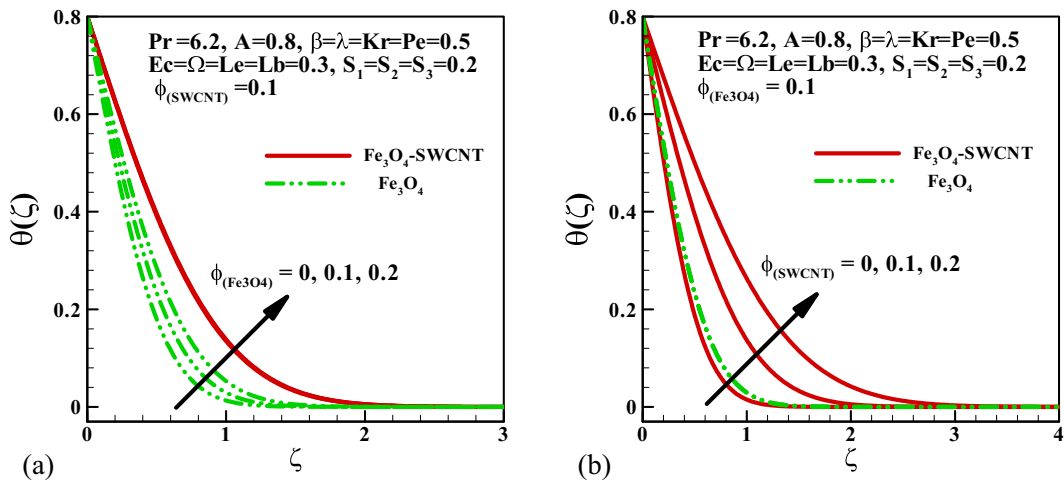 Pr =6.2, A=0.8, β=λ=Kr=Pe=0.5
Ec=Ω=Le=Lb=0.3, S₁=S₂=S₃=0.2
ϕ(SWCNT) =0.1
Fe₃O₄-SWCNT
Fe₃O₄
ϕ(Fe3O4) = 0, 0.1, 0.2
θ(ζ)
0.8
0.6
0.4
0.2
0
0
1
2
3
ζ
(a)
Pr =6.2, A=0.8, β=λ=Kr=Pe=0.5
Ec=Ω=Le=Lb=0.3, S₁=S₂=S₃=0.2
ϕ(Fe3O4) =0.1
Fe₃O₄-SWCNT
Fe₃O₄
ϕ(SWCNT) = 0, 0.1, 0.2
θ(ζ)
0.8
0.6
0.4
0.2
0
0
1
2
3
4
ζ
(b)